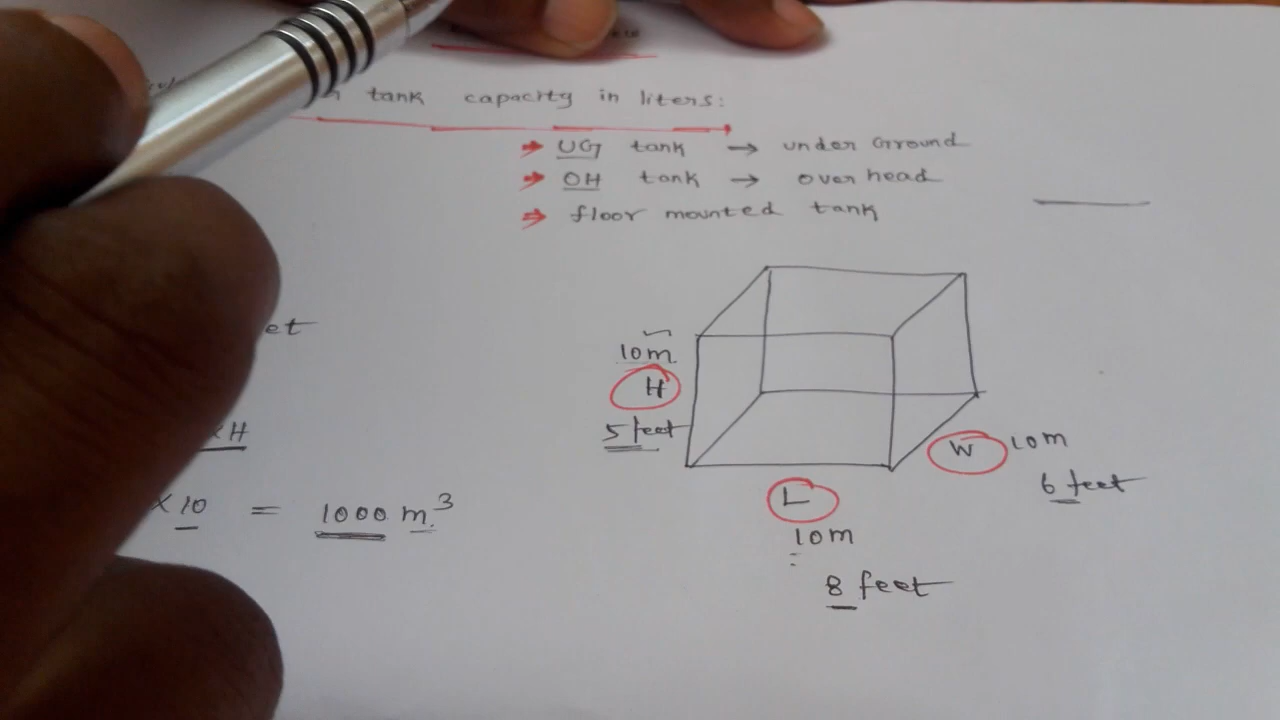 tank capacity in liters:
UG tank → under Ground
OH tank → over head
floor mounted tank
et
10m
H
5 feet
XH
W 10m
6 feet
L
X 10 = 1000 m.³
10m
8 feet